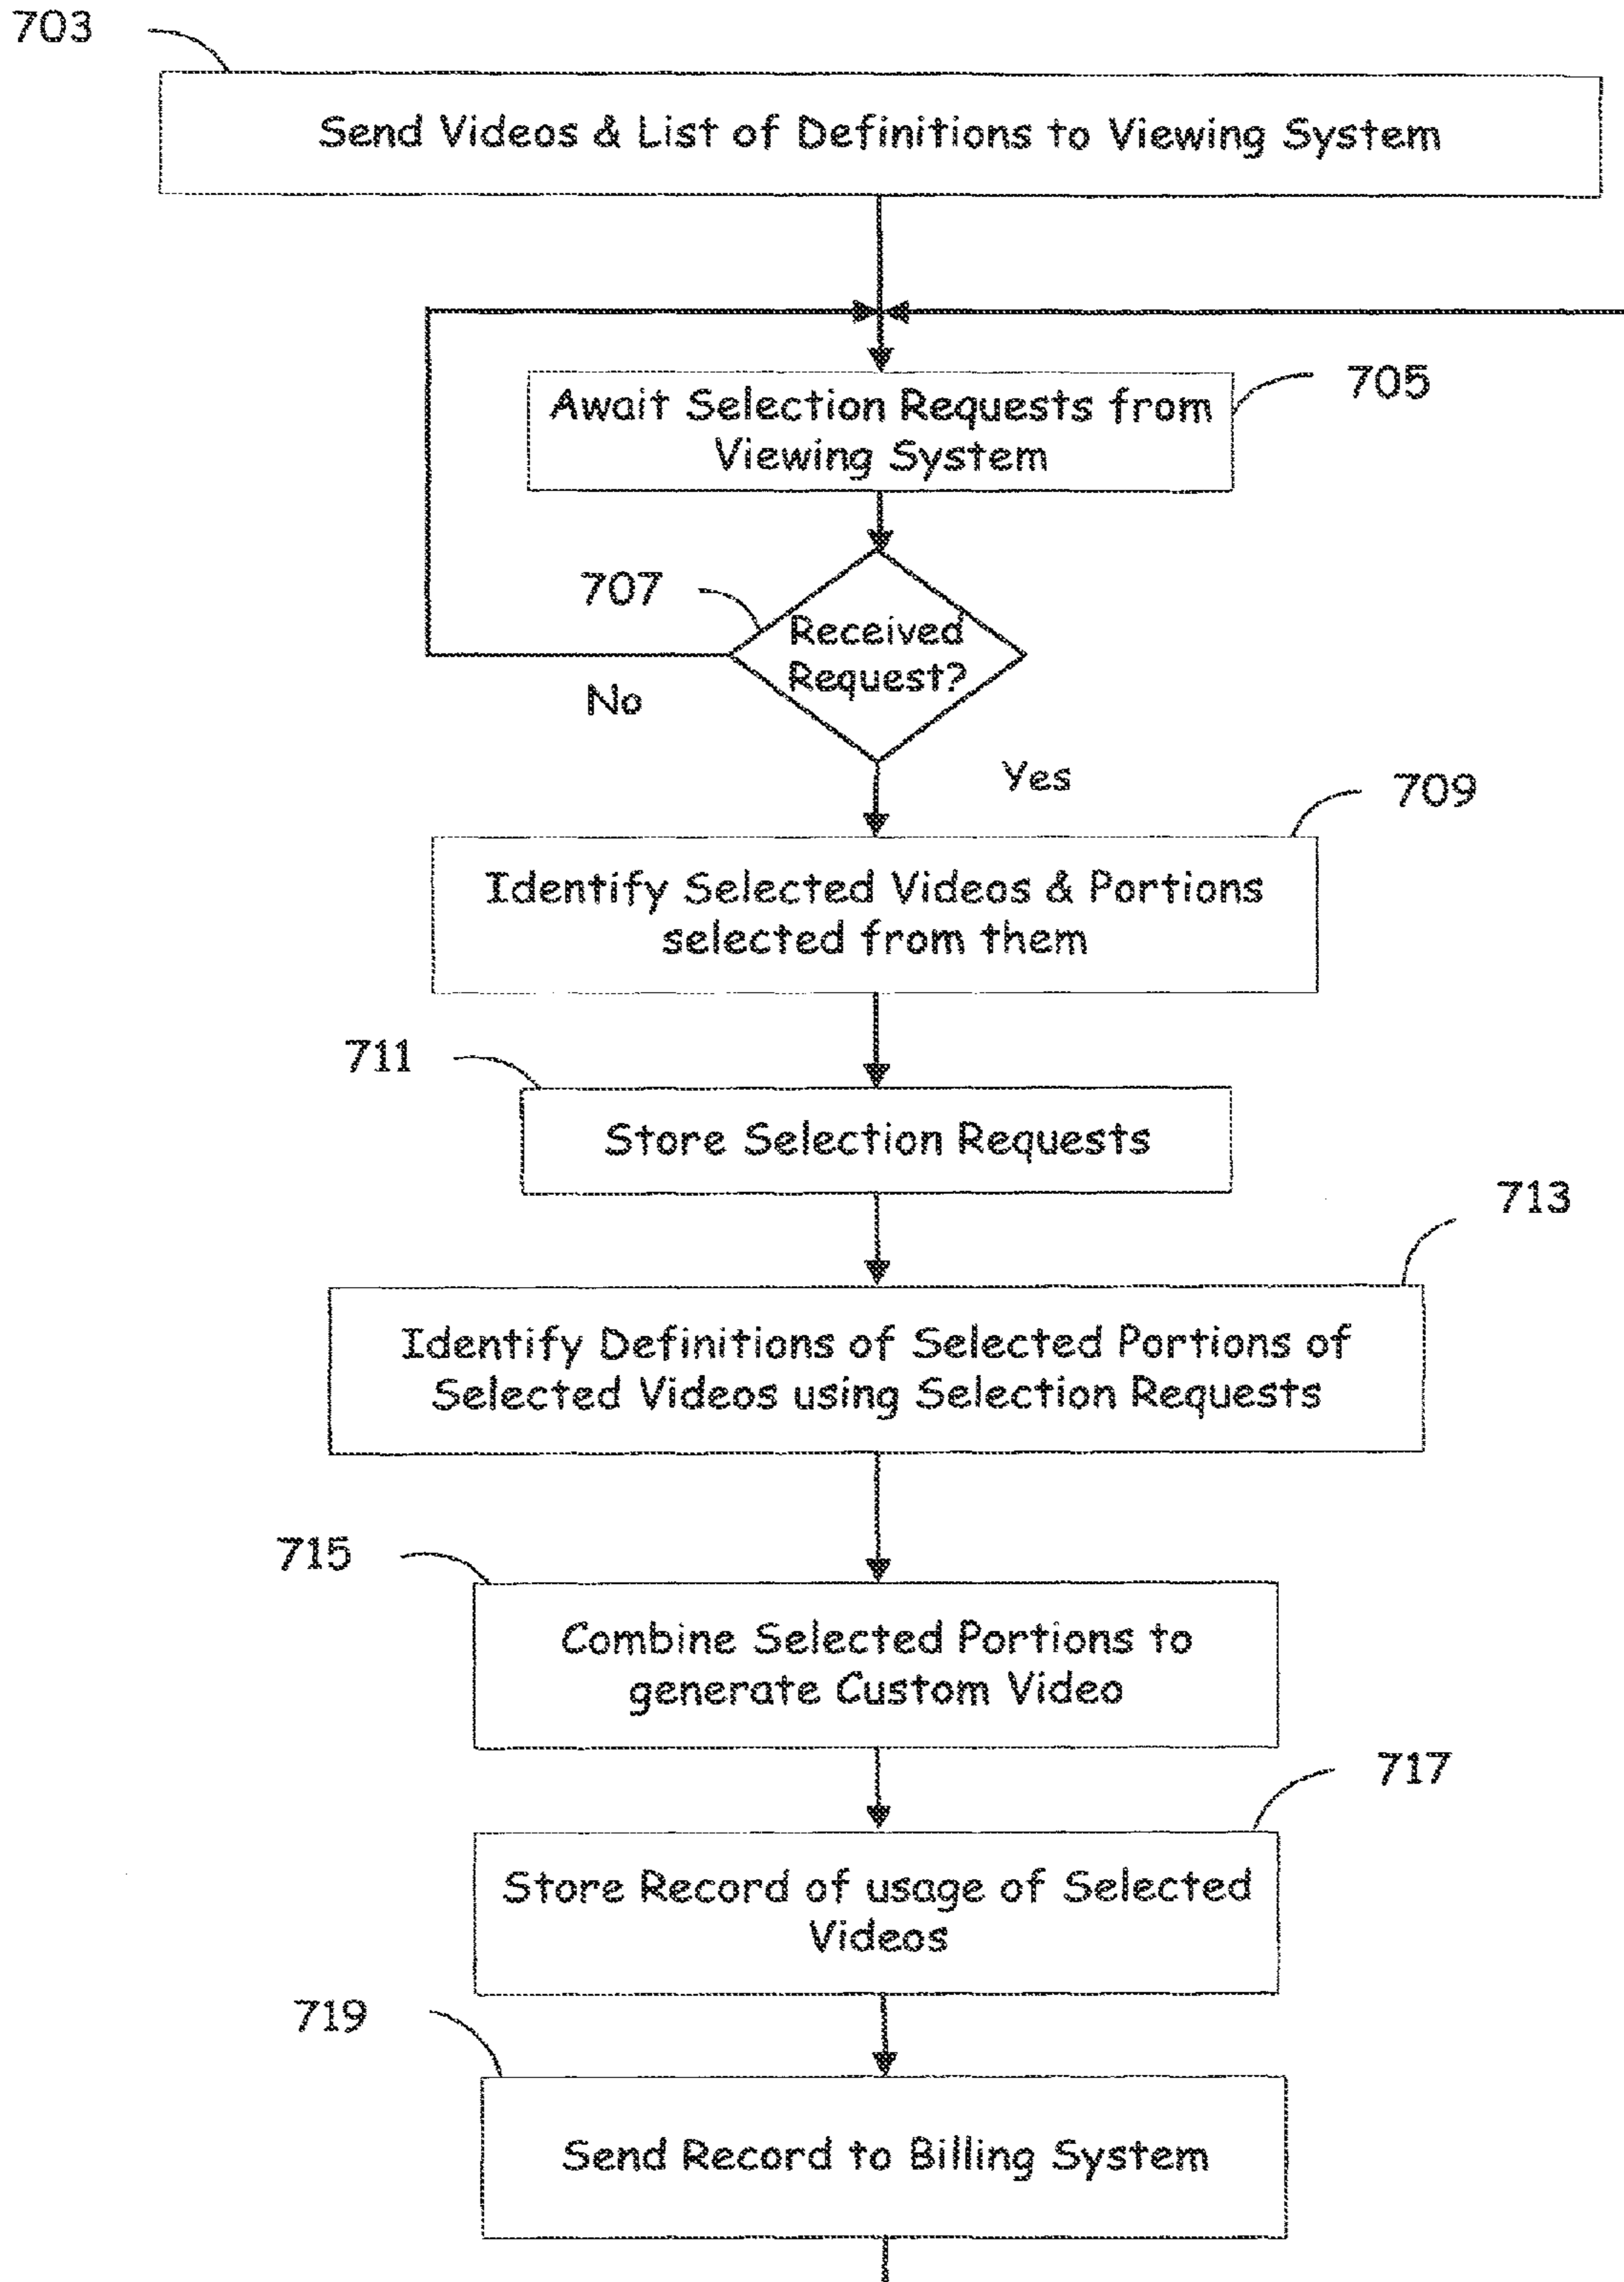 703
Send Videos & List of Definitions to Viewing System
Await Selection Requests from
Viewing System
705
707
Received
Request?
No
Yes
709
Identify Selected Videos & Portions
selected from them
711
Store Selection Requests
713
Identify Definitions of Selected Portions of
Selected Videos using Selection Requests
715
Combine Selected Portions to
generate Custom Video
717
Store Record of usage of Selected
Videos
719
Send Record to Billing System